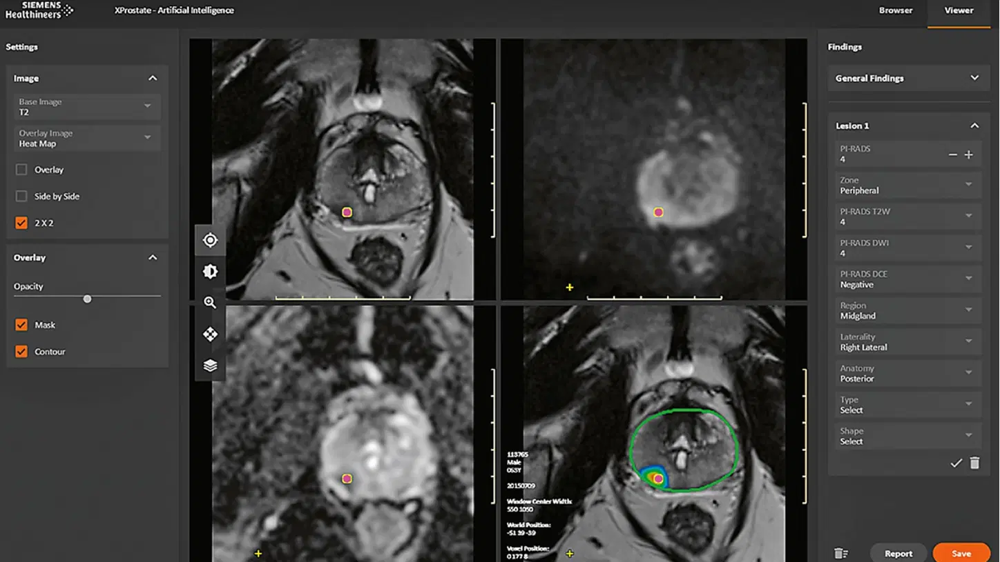 SIEMENS
Healthineers
XProstate - Artificial Intelligence
Browser
Viewer
Settings
Image
Base Image
T2
Overlay Image
Heat Map
Overlay
Side by Side
2 X 2
Overlay
Opacity
Mask
Contour
113765
Male
063Y
20150709
Window Center Width:
550 1050
World Position:
-51 39 -39
Voxel Position:
0 177 8
Findings
General Findings
Lesion 1
PI-RADS
4
Zone
Peripheral
PI-RADS T2W
4
PI-RADS DWI
4
PI-RADS DCE
Negative
Region
Midgland
Laterality
Right Lateral
Anatomy
Posterior
Type
Select
Shape
Select
Report
Save